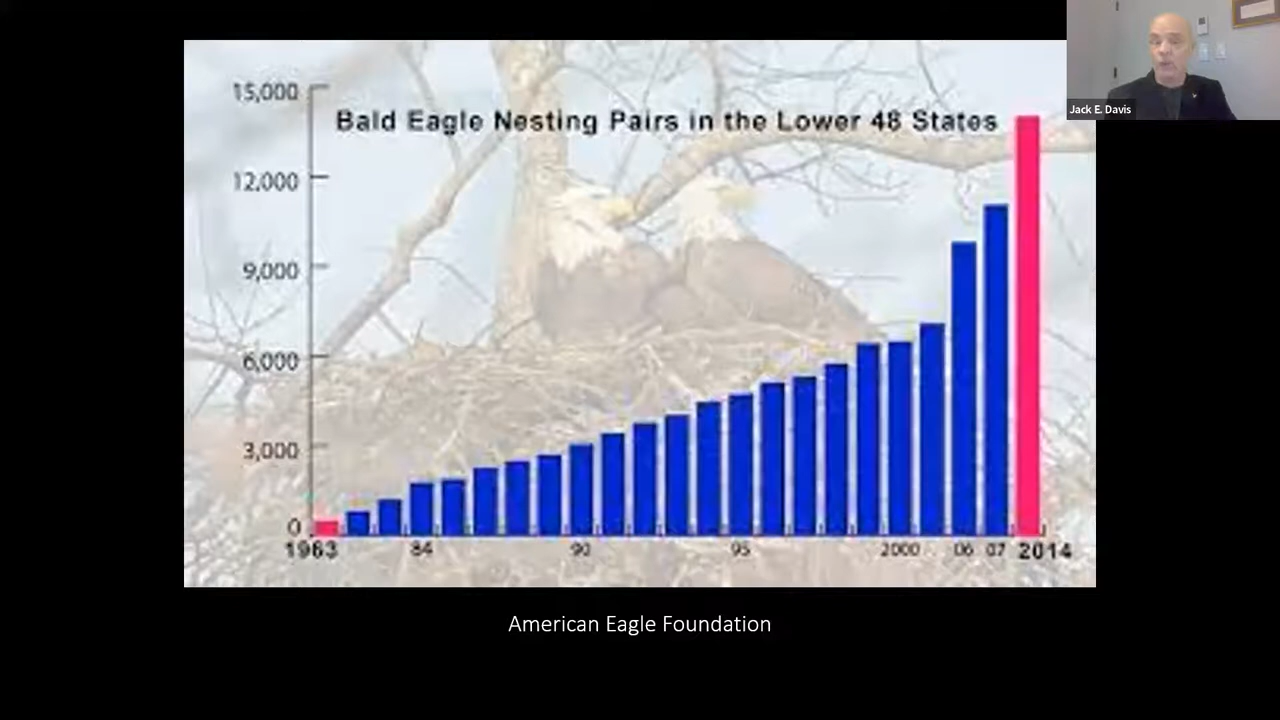 Jack E. Davis
Bald Eagle Nesting Pairs in the Lower 48 States
15,000
12,000
9,000
6,000
3,000
0
1963 84 90 95 2000 06 07 2014
American Eagle Foundation